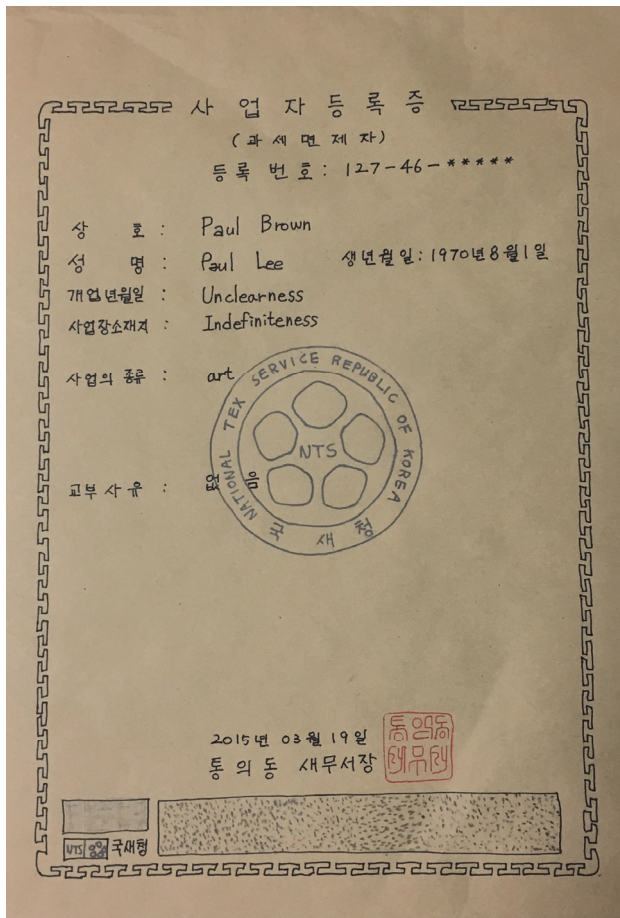 사업자등록증
(과세면제자)
등록 번호: 127-46-*****
상 호 : Paul Brown
성 명 : Paul Lee 생년월일: 1970년 8월 1일
개업년월일 : Unclearness
사업장소재지 : Indefiniteness
사업의 종류 : art
NATIONAL TEX SERVICE REPUBLIC OF KOREA
NTS
교부사유 : 없음
국새청
2015년 03월 19일
통의동 새무서장
NTS 국새청